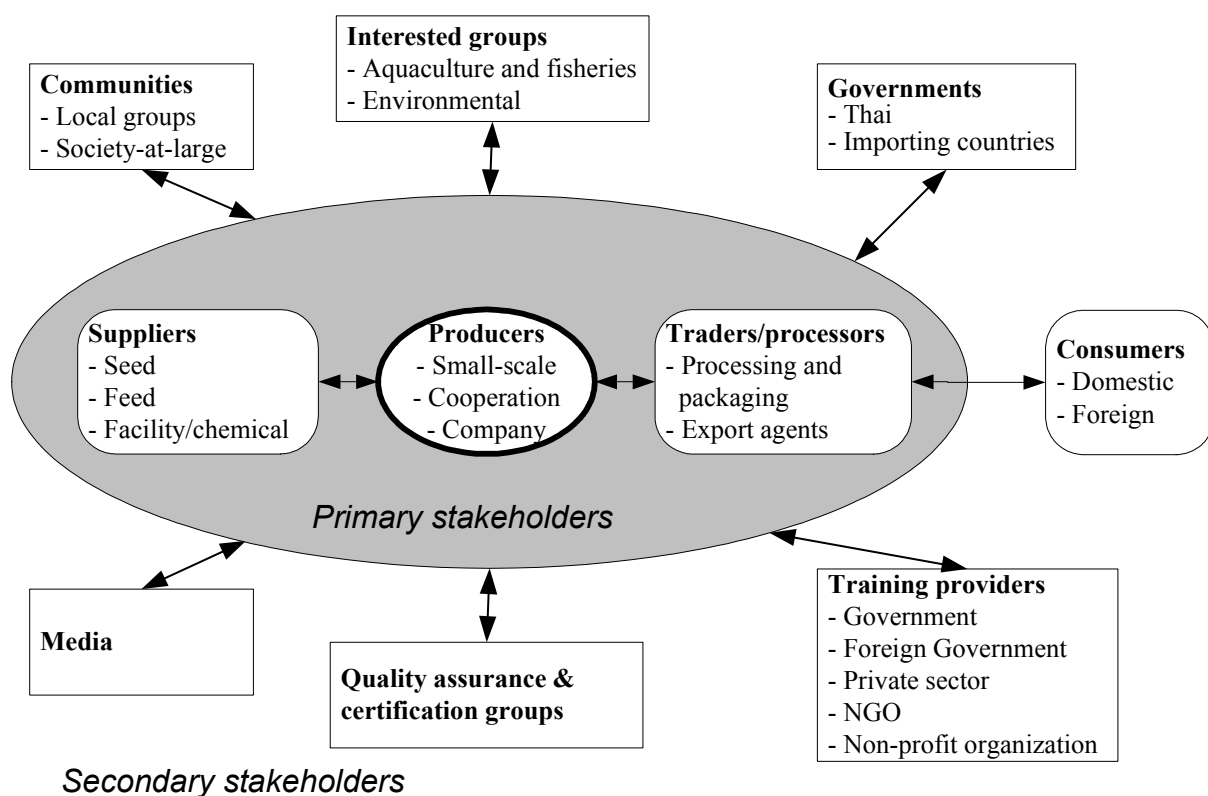 Interested groups
- Aquaculture and fisheries
- Environmental
Communities
- Local groups
- Society-at-large
Governments
- Thai
- Importing countries
Suppliers
- Seed
- Feed
- Facility/chemical
Producers
- Small-scale
- Cooperation
- Company
Traders/processors
- Processing and
packaging
- Export agents
Consumers
- Domestic
- Foreign
Primary stakeholders
Media
Quality assurance &
certification groups
Training providers
- Government
- Foreign Government
- Private sector
- NGO
- Non-profit organization
Secondary stakeholders